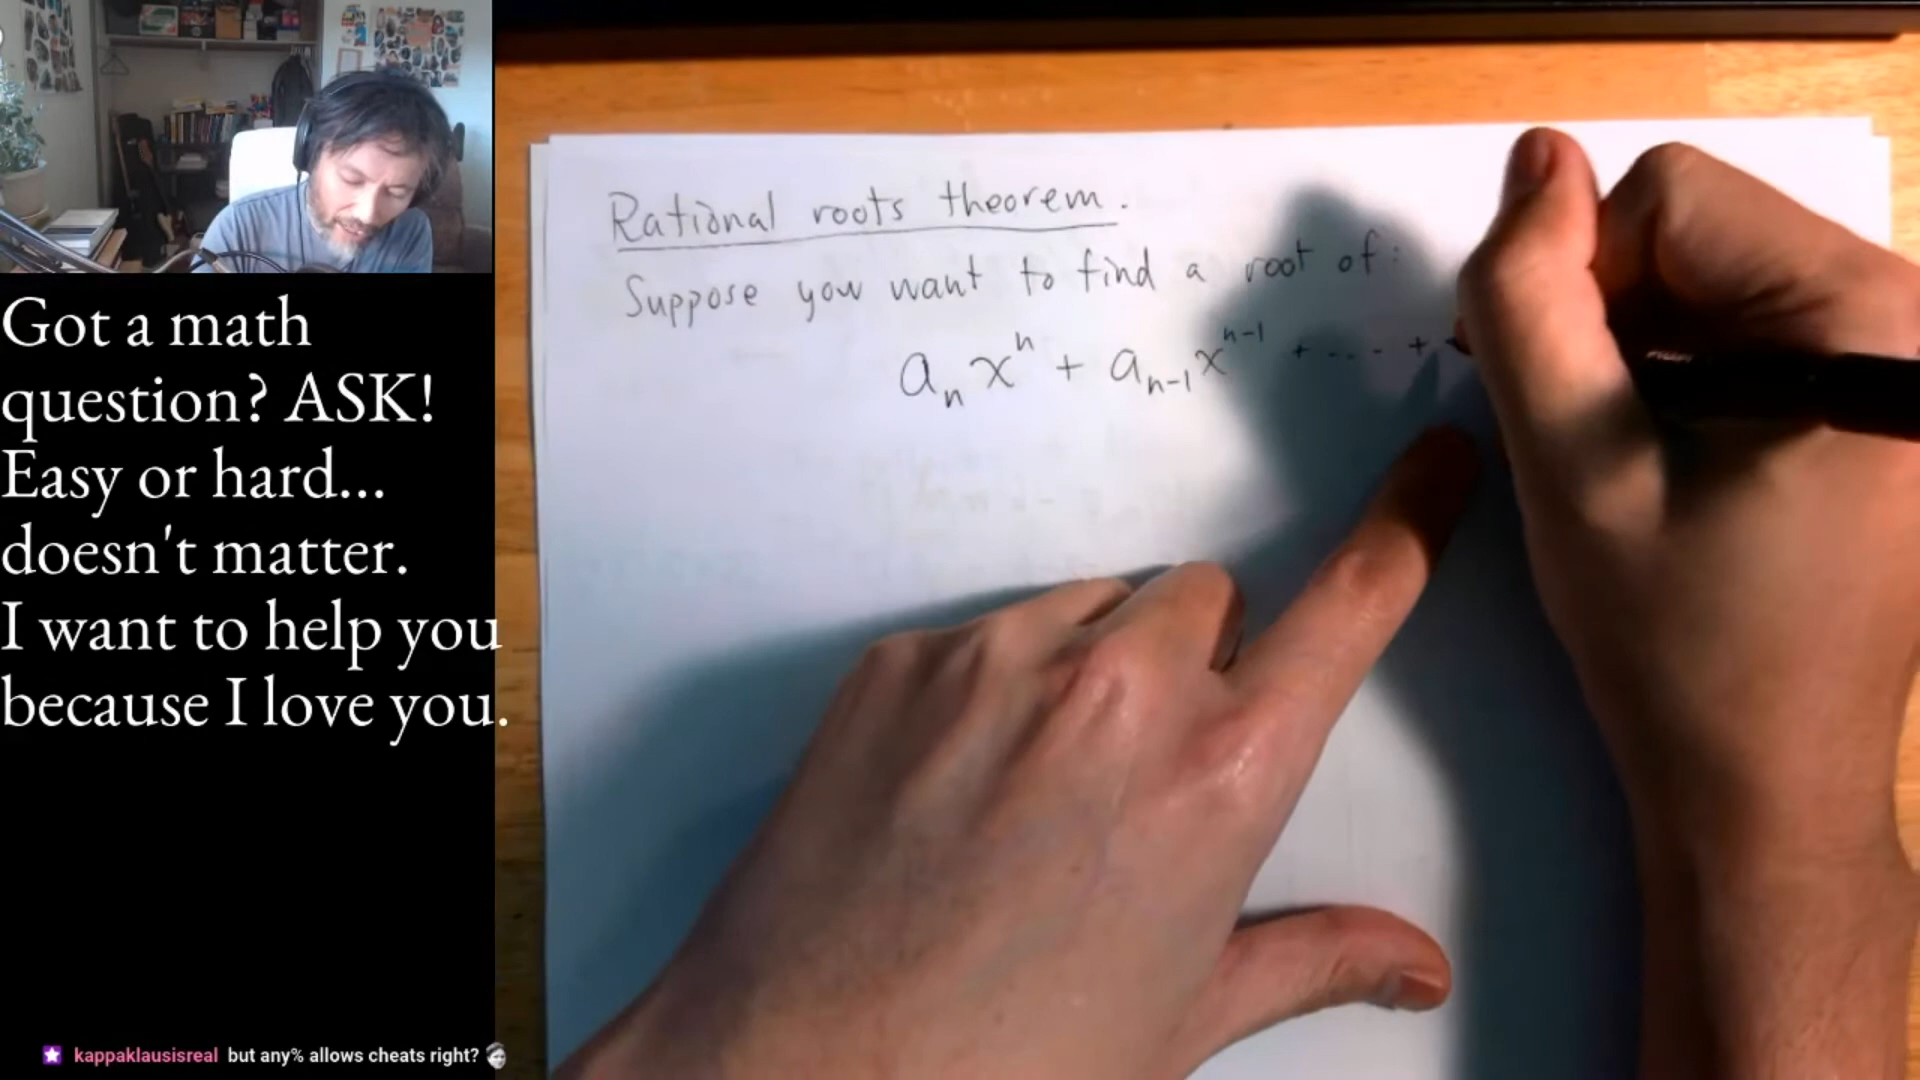 Rational roots theorem.
Suppose you want to find a root of:
aₙxⁿ + aₙ₋₁xⁿ⁻¹ + ... +
Got a math
question? ASK!
Easy or hard...
doesn't matter.
I want to help you
because I love you.
kappaklausisreal but any% allows cheats right?